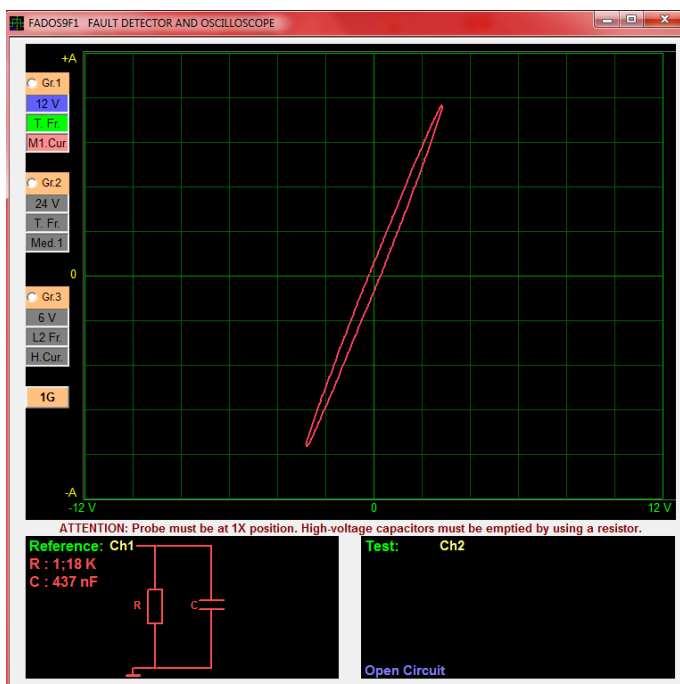 FADOS9F1 FAULT DETECTOR AND OSCILLOSCOPE
+A
Gr.1
12 V
T. Fr.
M1.Cur
Gr.2
24 V
T. Fr.
Med.1
0
Gr.3
6 V
L2 Fr.
H.Cur.
1G
-A
-12 V
0
12 V
ATTENTION: Probe must be at 1X position. High-voltage capacitors must be emptied by using a resistor.
Reference: Ch1
R : 1;18 K
C : 437 nF
R
C
Test: Ch2
Open Circuit